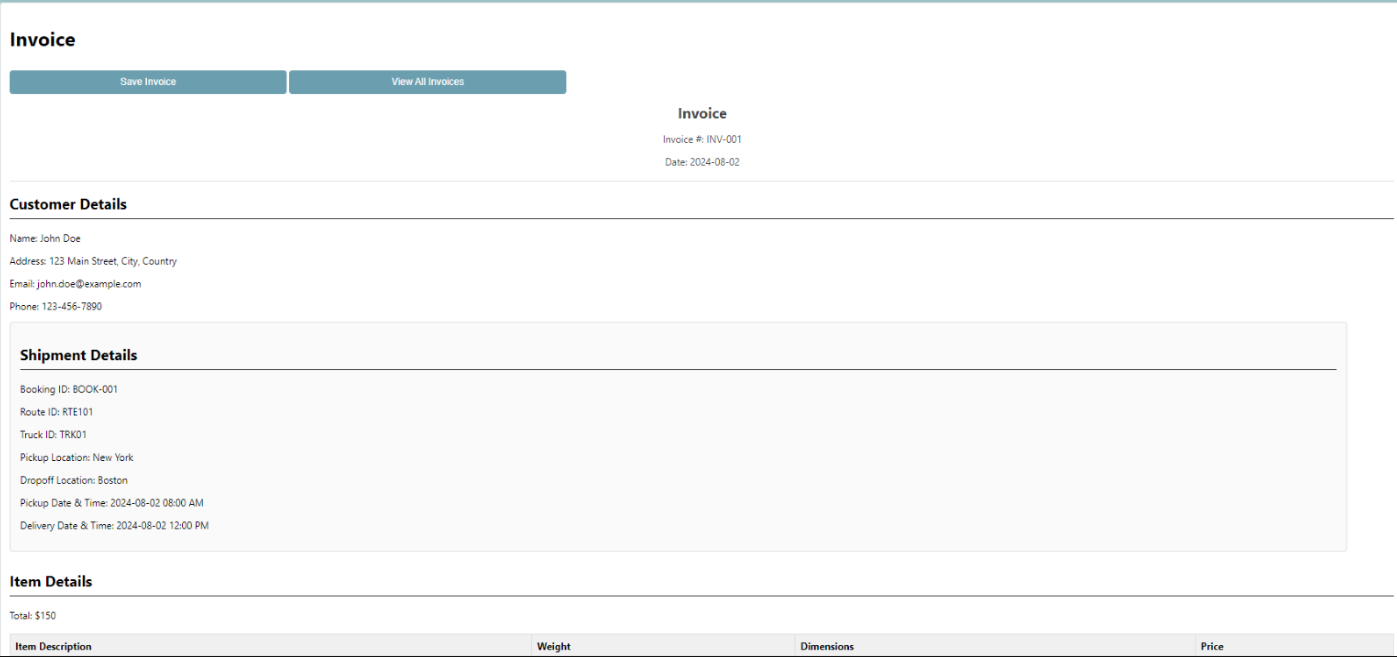 Invoice
Save Invoice View All Invoices
Invoice
Invoice #: INV-001
Date: 2024-08-02
Customer Details
Name: John Doe
Address: 123 Main Street, City, Country
Email: john.doe@example.com
Phone: 123-456-7890
Shipment Details
Booking ID: BOOK-001
Route ID: RTE101
Truck ID: TRK01
Pickup Location: New York
Dropoff Location: Boston
Pickup Date & Time: 2024-08-02 08:00 AM
Delivery Date & Time: 2024-08-02 12:00 PM
Item Details
Total: $150
Item Description Weight Dimensions Price